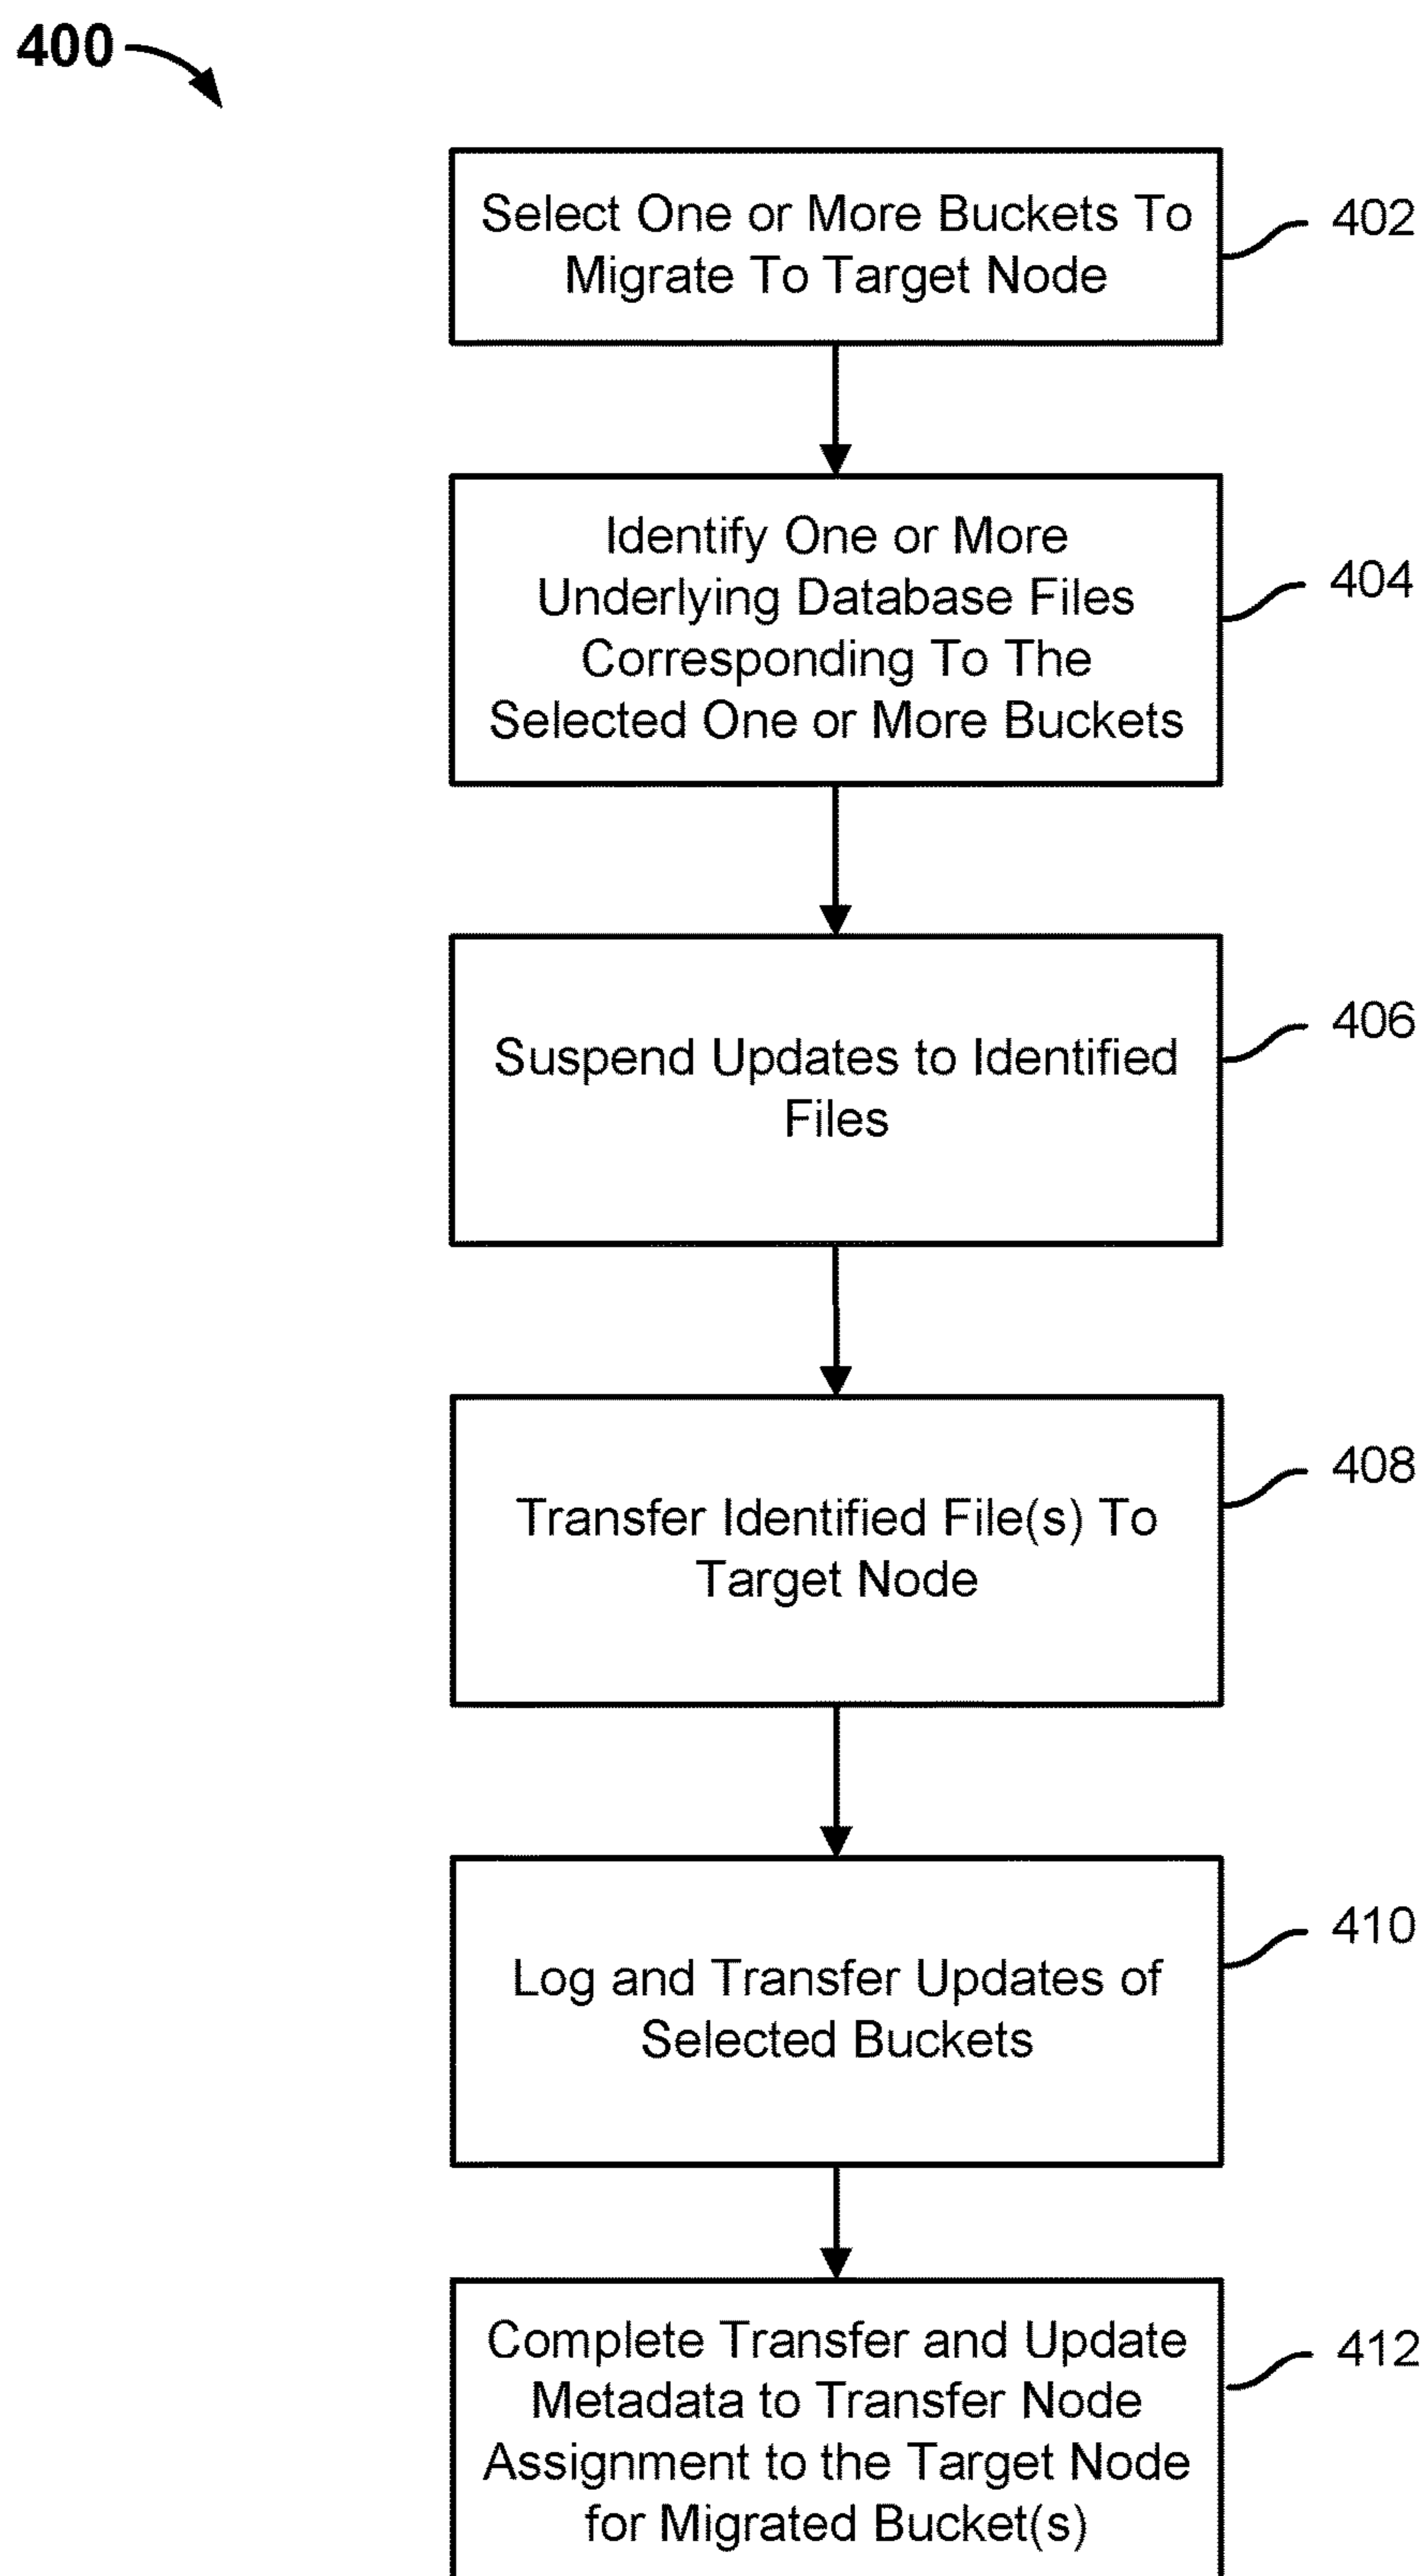 400
Select One or More Buckets To
Migrate To Target Node
402
Identify One or More
Underlying Database Files
Corresponding To The
Selected One or More Buckets
404
Suspend Updates to Identified
Files
406
Transfer Identified File(s) To
Target Node
408
Log and Transfer Updates of
Selected Buckets
410
Complete Transfer and Update
Metadata to Transfer Node
Assignment to the Target Node
for Migrated Bucket(s)
412